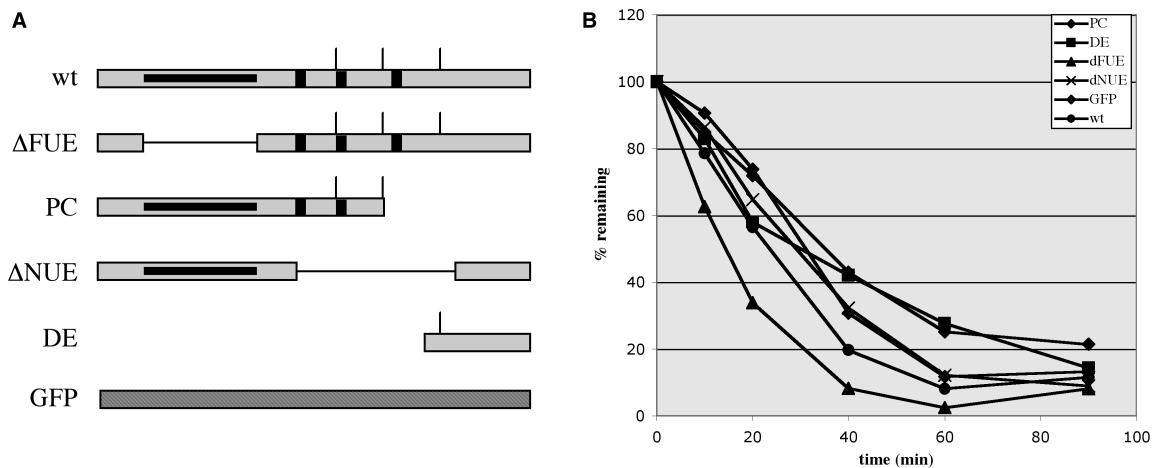 A
wt
ΔFUE
PC
ΔNUE
DE
GFP
B
120
100
80
60
40
20
0
% remaining
0 20 40 60 80 100
time (min)
PC
DE
dFUE
dNUE
GFP
wt